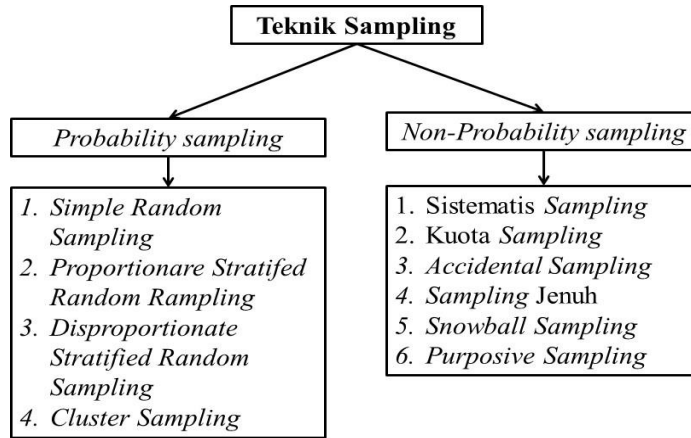 Teknik Sampling
Probability sampling
Non-Probability sampling
1. Simple Random
Sampling
2. Proportionare Stratifed
Random Rampling
3. Disproportionate
Stratified Random
Sampling
4. Cluster Sampling
1. Sistematis Sampling
2. Kuota Sampling
3. Accidental Sampling
4. Sampling Jenuh
5. Snowball Sampling
6. Purposive Sampling